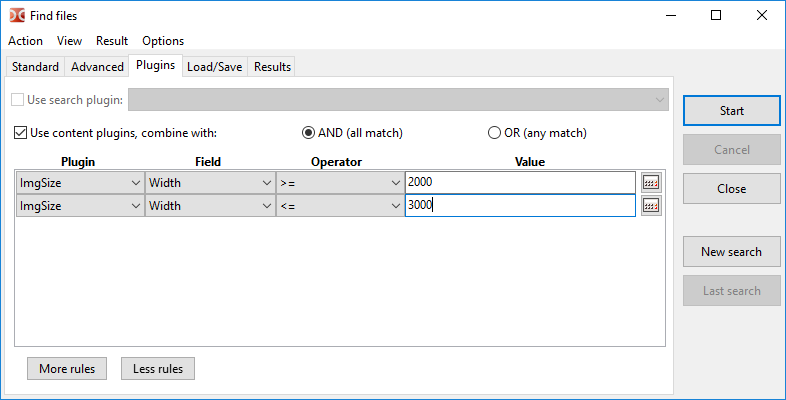 Find files
Action View Result Options
Standard Advanced Plugins Load/Save Results
Use search plugin:
Start
Use content plugins, combine with: AND (all match) OR (any match)
Cancel
Plugin Field Operator Value
ImgSize Width >= 2000
Close
ImgSize Width <= 3000
New search
Last search
More rules Less rules